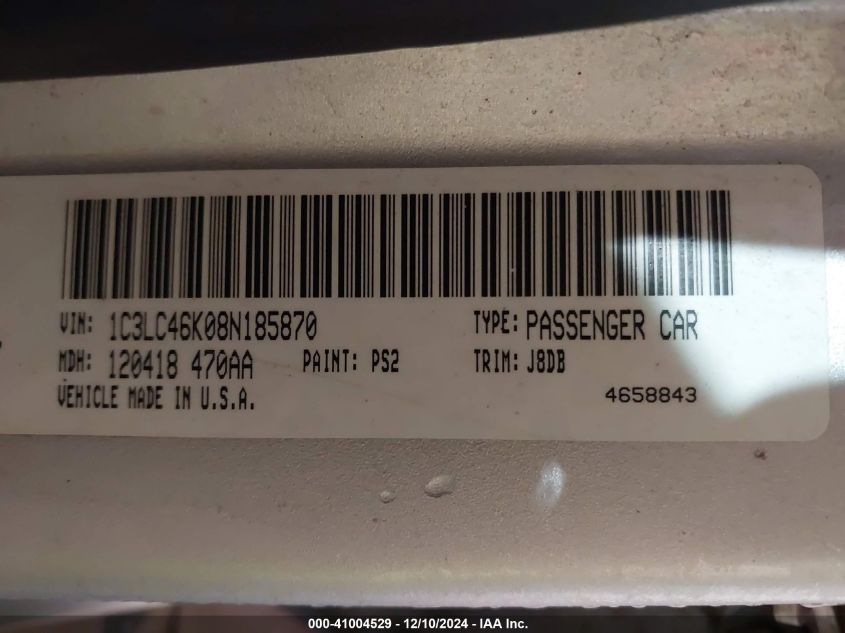 VIN: 1C3LC46K08N185870 TYPE: PASSENGER CAR
MDH: 120418 470AA PAINT: PS2 TRIM: J8DB
VEHICLE MADE IN U.S.A. 4658843
000-41004529 - 12/10/2024 - IAA Inc.